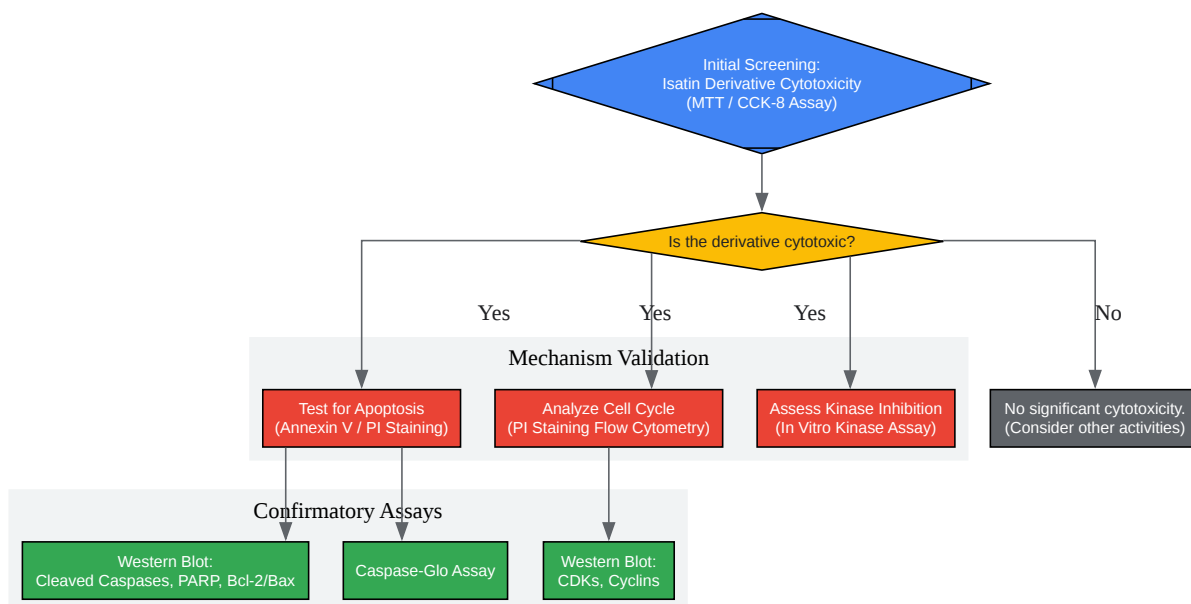 Initial Screening:
Isatin Derivative Cytotoxicity
(MTT / CCK-8 Assay)
Is the derivative cytotoxic?
Yes
Yes
Yes
No
Mechanism Validation
Test for Apoptosis
(Annexin V / PI Staining)
Analyze Cell Cycle
(PI Staining Flow Cytometry)
Assess Kinase Inhibition
(In Vitro Kinase Assay)
No significant cytotoxicity.
(Consider other activities)
Confirmatory Assays
Western Blot:
Cleaved Caspases, PARP, Bcl-2/Bax
Caspase-Glo Assay
Western Blot:
CDKs, Cyclins